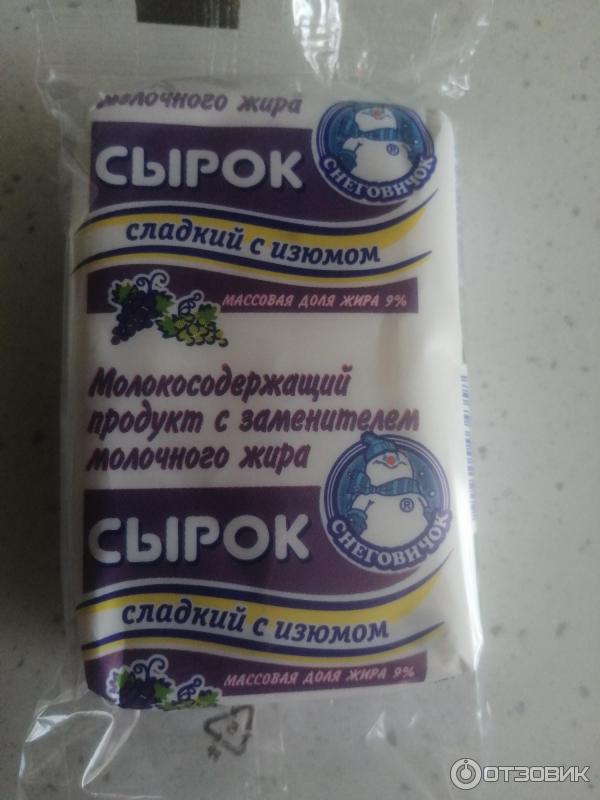 молочного жира
СЫРОК
СНЕГОВИЧОК
®
сладкий с изюмом
МАССОВАЯ ДОЛЯ ЖИРА 9%
Молокосодержащий
продукт с заменителем
молочного жира
СЫРОК
СНЕГОВИЧОК
®
сладкий с изюмом
МАССОВАЯ ДОЛЯ ЖИРА 9%
ОТЗОВИК